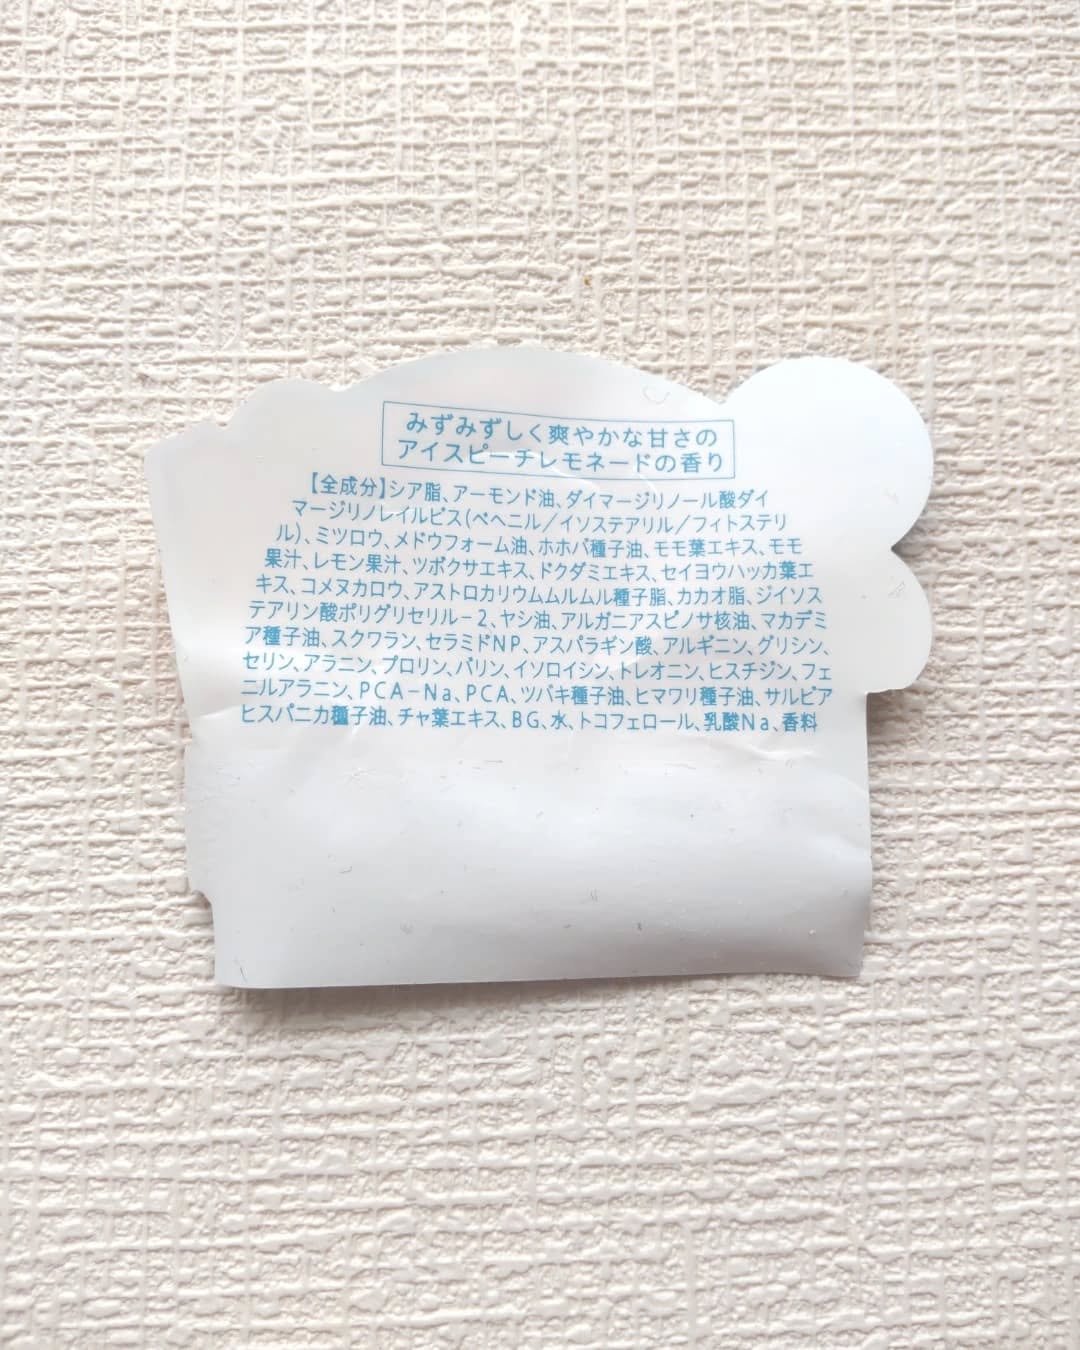 みずみずしく爽やかな甘さの
アイスピーチレモネードの香り
【全成分】シア脂、アーモンド油、ダイマージリノール酸ダイ
マージリノレイルビス(ベヘニル/イソステアリル/フィトステリ
ル)、ミツロウ、メドウフォーム油、ホホバ種子油、モモ葉エキス、モモ
果汁、レモン果汁、ツボクサエキス、ドクダミエキス、セイヨウハッカ葉エ
キス、コメヌカロウ、アストロカリウムムルムル種子脂、カカオ脂、ジイソス
テアリン酸ポリグリセリル-2、ヤシ油、アルガニアスピノサ核油、マカデミ
ア種子油、スクワラン、セラミドNP、アスパラギン酸、アルギニン、グリシン、
セリン、アラニン、プロリン、バリン、イソロイシン、トレオニン、ヒスチジン、フェ
ニルアラニン、PCA-Na、PCA、ツバキ種子油、ヒマワリ種子油、サルビア
ヒスパニカ種子油、チャ葉エキス、BG、水、トコフェロール、乳酸Na、香料